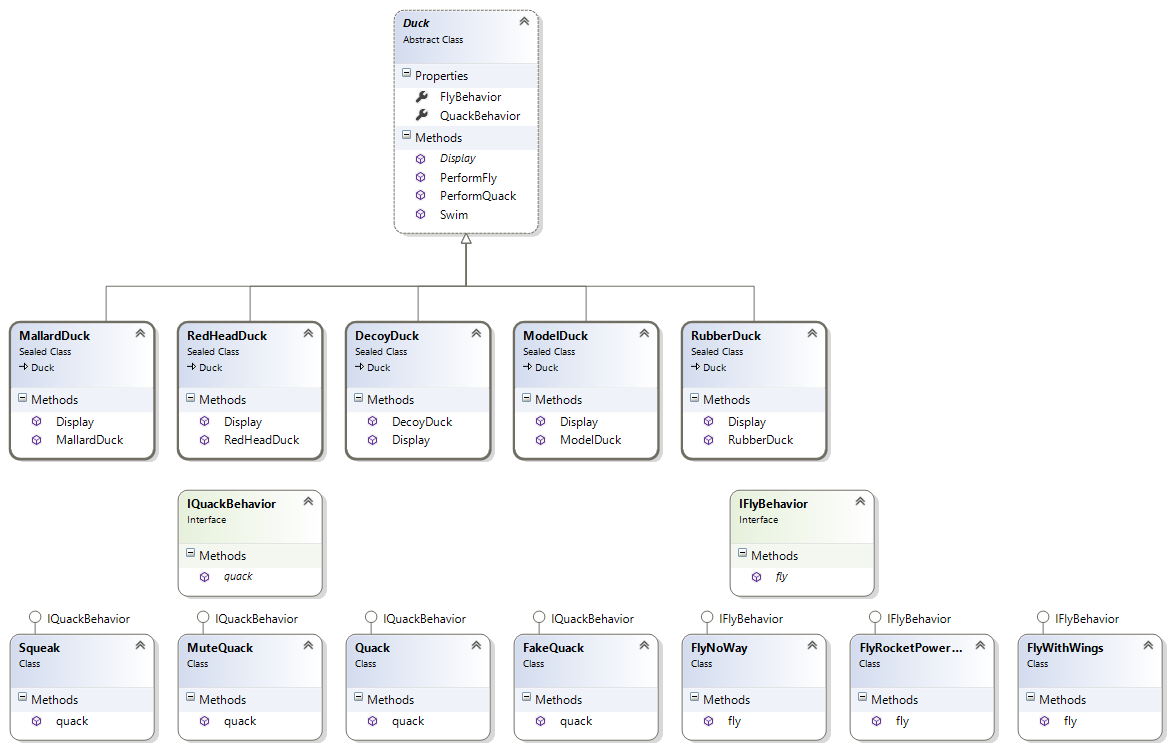 Duck
Abstract Class
Properties
FlyBehavior
QuackBehavior
Methods
Display
PerformFly
PerformQuack
Swim
MallardDuck
Sealed Class
Duck
Methods
Display
MallardDuck
RedHeadDuck
Sealed Class
Duck
Methods
Display
RedHeadDuck
DecoyDuck
Sealed Class
Duck
Methods
DecoyDuck
Display
ModelDuck
Sealed Class
Duck
Methods
Display
ModelDuck
RubberDuck
Sealed Class
Duck
Methods
Display
RubberDuck
IQuackBehavior
Interface
Methods
quack
IFlyBehavior
Interface
Methods
fly
IQuackBehavior
Squeak
Class
Methods
quack
IQuackBehavior
MuteQuack
Class
Methods
quack
IQuackBehavior
Quack
Class
Methods
quack
IQuackBehavior
FakeQuack
Class
Methods
quack
IFlyBehavior
FlyNoWay
Class
Methods
fly
IFlyBehavior
FlyRocketPower...
Class
Methods
fly
IFlyBehavior
FlyWithWings
Class
Methods
fly